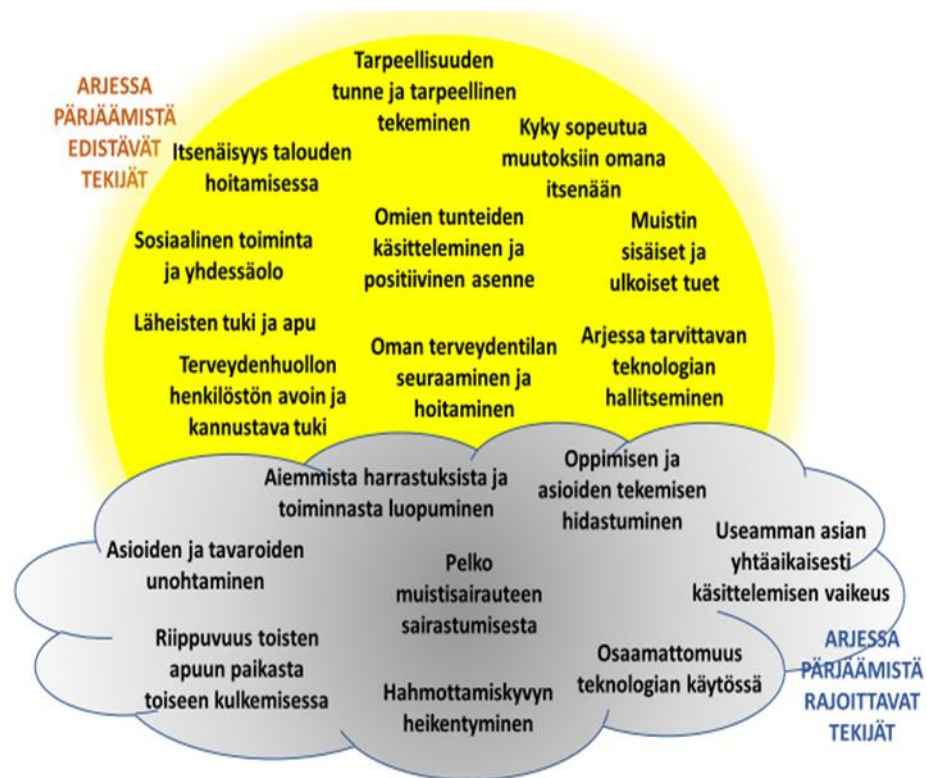 ARJESSA
PÄRJÄÄMISTÄ
EDISTÄVÄT
TEKIJÄT
Tarpeellisuuden
tunne ja tarpeellinen
tekeminen
Kyky sopeutua
muutoksiin omana
itsenään
Itsenäisyys talouden
hoitamisessa
Omien tunteiden
käsitteleminen ja
positiivinen asenne
Muistin
sisäiset ja
ulkoiset tuet
Sosiaalinen toiminta
ja yhdessäolo
Läheisten tuki ja apu
Terveydenhuollon
henkilöstön avoin ja
kannustava tuki
Oman terveydentilan
seuraaminen ja
hoitaminen
Arjessa tarvittavan
teknologian
hallitseminen
Aiemmista harrastuksista ja
toiminnasta luopuminen
Oppimisen ja
asioiden tekemisen
hidastuminen
Asioiden ja tavaroiden
unohtaminen
Pelko
muistisairauteen
sairastumisesta
Useamman asian
yhtäaikaisesti
käsittelemisen vaikeus
Riippuvuus toisten
apuun paikasta
toiseen kulkemisessa
Hahmottamiskyvyn
heikentyminen
Osaamattomuus
teknologian käytössä
ARJESSA
PÄRJÄÄMISTÄ
RAJOITTAVAT
TEKIJÄT